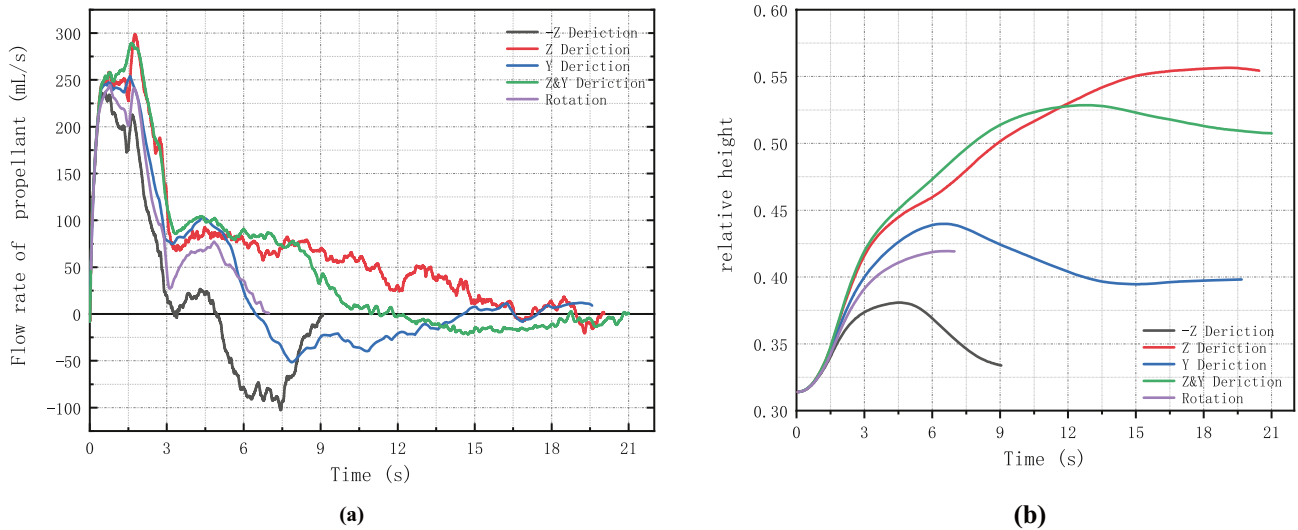 300
250
200
150
100
50
0
-50
-100
Flow rate of propellant (mL/s)
-Z Deriction
Z Deriction
Y Deriction
Z&Y Deriction
Rotation
0 3 6 9 12 15 18 21
Time (s)
(a)
0.60
0.55
0.50
0.45
0.40
0.35
0.30
relative height
-Z Deriction
Z Deriction
Y Deriction
Z&Y Deriction
Rotation
0 3 6 9 12 15 18 21
Time (s)
(b)